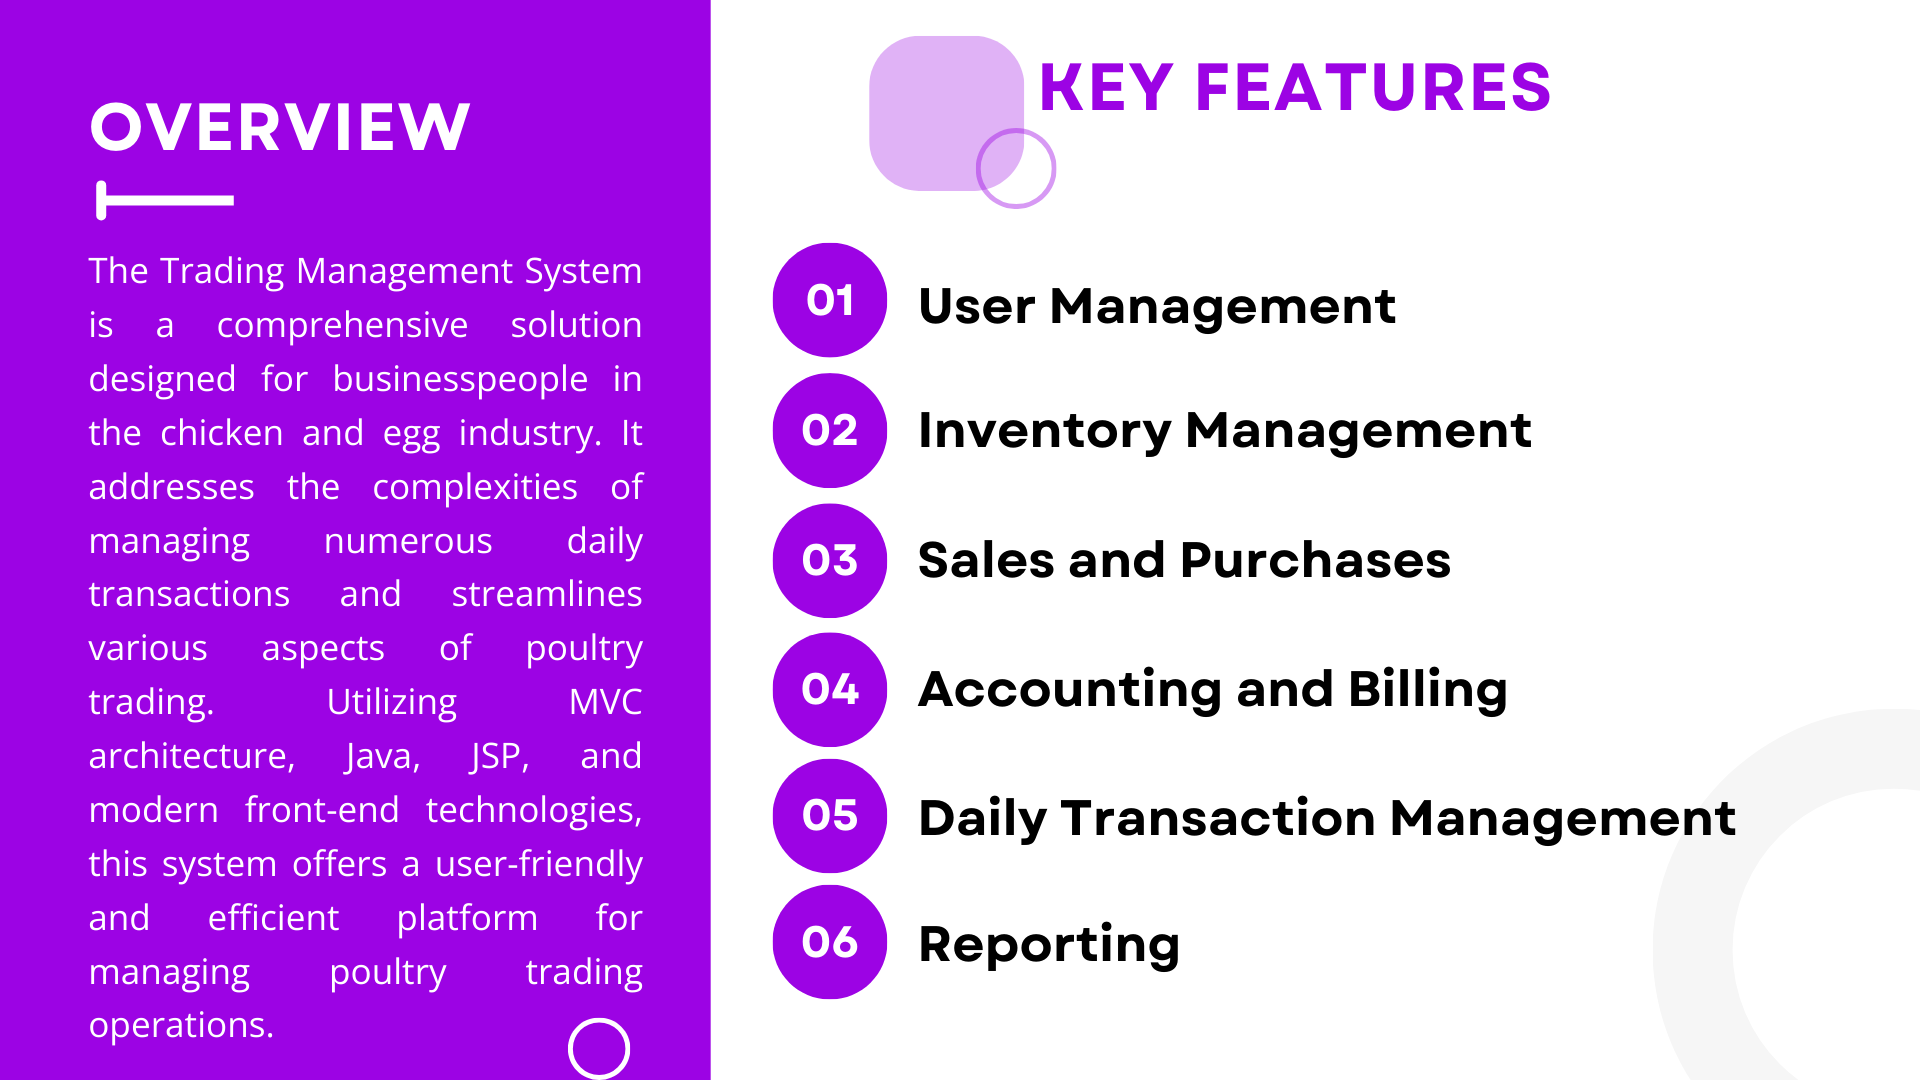 OVERVIEW
The Trading Management System
is a comprehensive solution
designed for businesspeople in
the chicken and egg industry. It
addresses the complexities of
managing numerous daily
transactions and streamlines
various aspects of poultry
trading. Utilizing MVC
architecture, Java, JSP, and
modern front-end technologies,
this system offers a user-friendly
and efficient platform for
managing poultry trading
operations.
KEY FEATURES
01 User Management
02 Inventory Management
03 Sales and Purchases
04 Accounting and Billing
05 Daily Transaction Management
06 Reporting